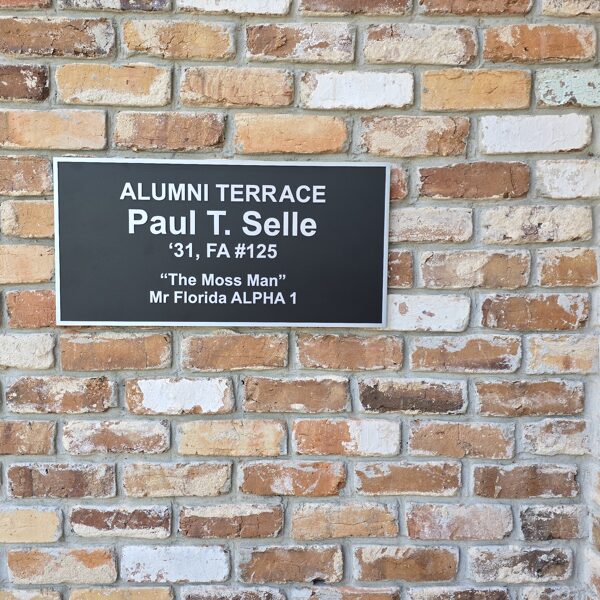 ALUMNI TERRACE
Paul T. Selle
‘31, FA #125
“The Moss Man”
Mr Florida ALPHA 1